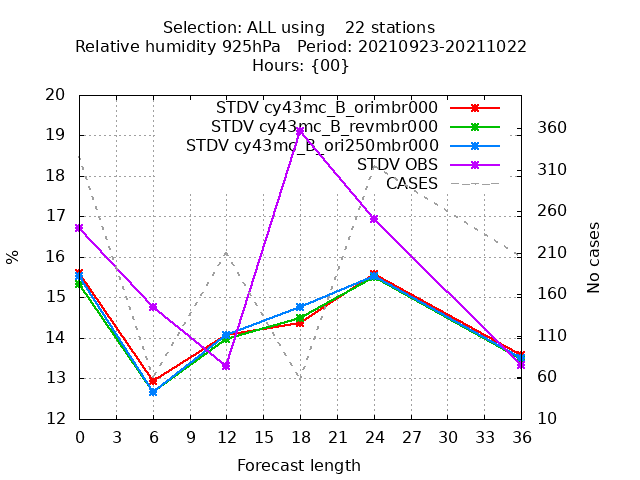 Selection: ALL using 22 stations
Relative humidity 925hPa Period: 20210923-20211022
Hours: {00}
STDV cy43mc_B_orimbr000
STDV cy43mc_B_revmbr000
STDV cy43mc_B_ori250mbr000
STDV OBS
CASES
%
20
19
18
17
16
15
14
13
12
360
310
260
210
160
110
60
10
No cases
0 3 6 9 12 15 18 21 24 27 30 33 36
Forecast length